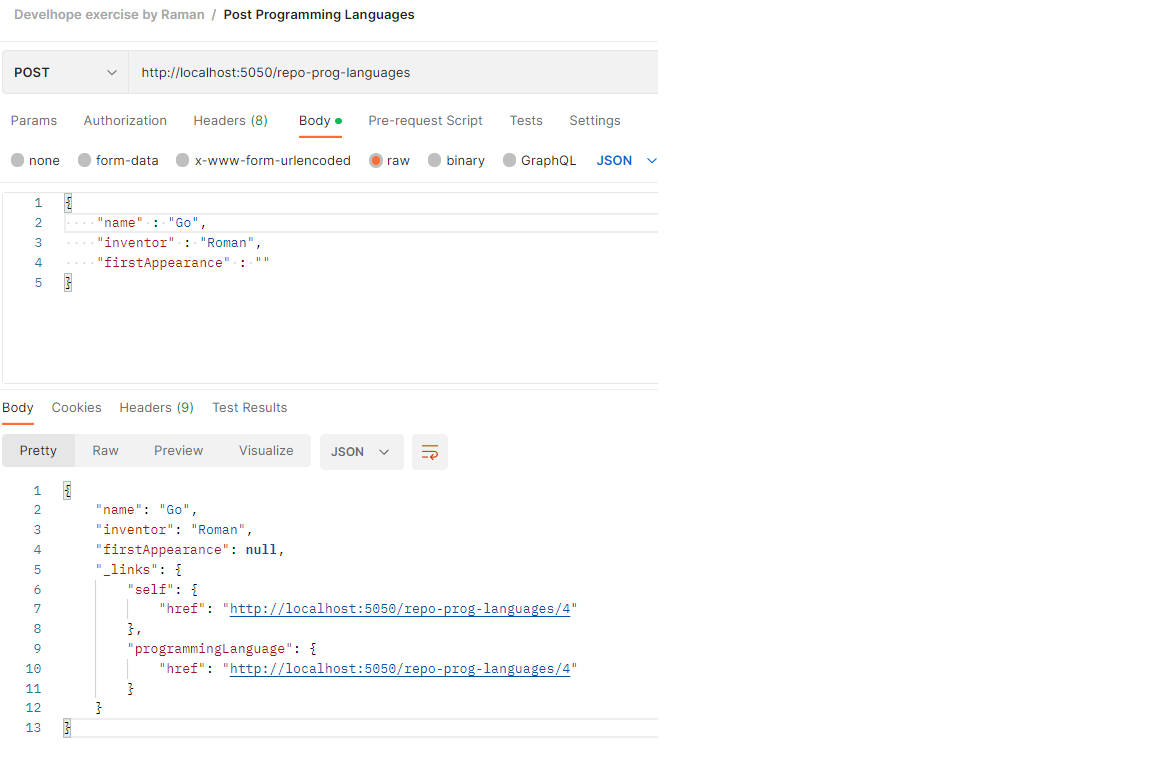 Develhope exercise by Raman / Post Programming Languages
POST http://localhost:5050/repo-prog-languages
Params Authorization Headers (8) Body Pre-request Script Tests Settings
none form-data x-www-form-urlencoded raw binary GraphQL JSON
1 {
2 ····"name"·:·"Go",
3 ····"inventor"·:·"Roman",
4 ····"firstAppearance"·:·""
5 }
Body Cookies Headers (9) Test Results
Pretty Raw Preview Visualize JSON
1 {
2 "name": "Go",
3 "inventor": "Roman",
4 "firstAppearance": null,
5 "_links": {
6 "self": {
7 "href": "http://localhost:5050/repo-prog-languages/4"
8 },
9 "programmingLanguage": {
10 "href": "http://localhost:5050/repo-prog-languages/4"
11 }
12 }
13 }